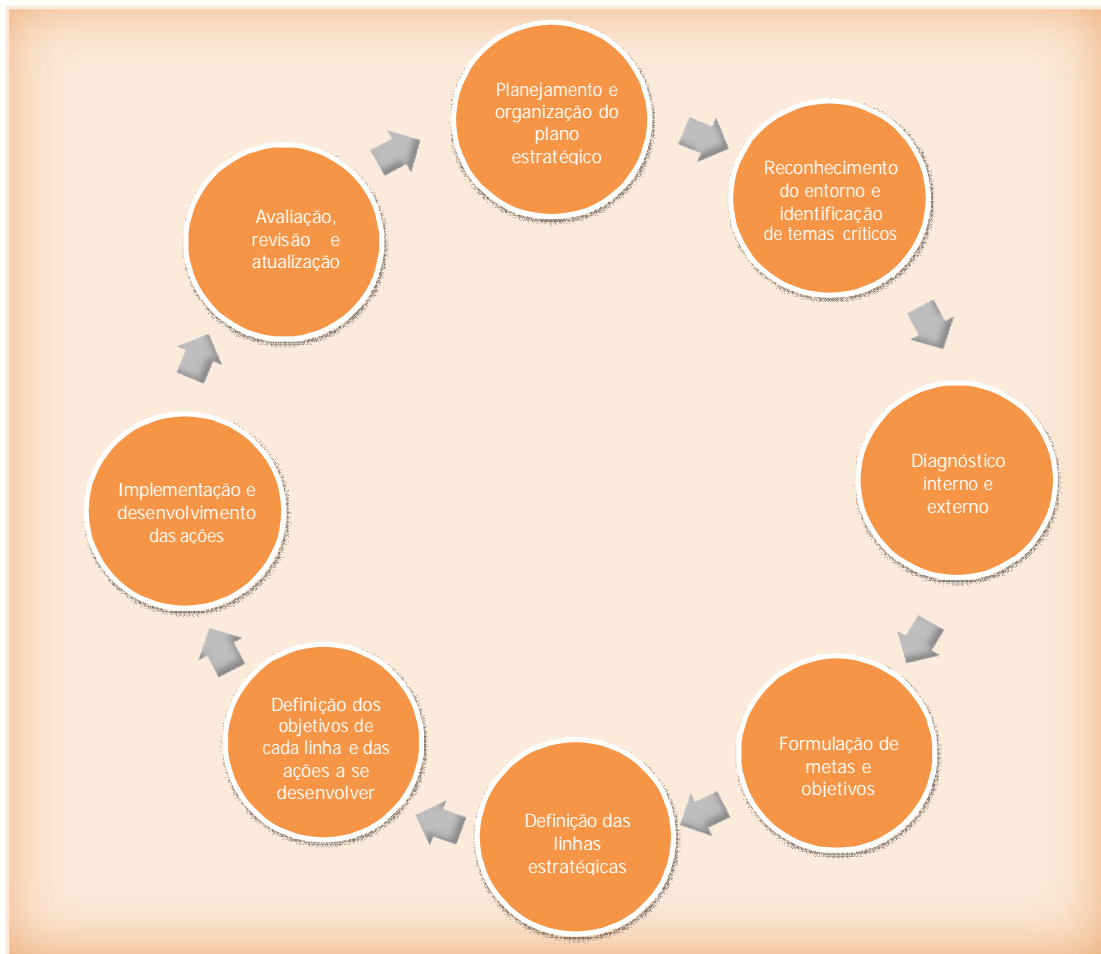 Planejamento e
organização do
plano
estratégico
Reconhecimento
do entorno e
identificação
de temas críticos
Diagnóstico
interno e
externo
Formulação de
metas e
objetivos
Definição das
linhas
estratégicas
Definição dos
objetivos de
cada linha e das
ações a se
desenvolver
Implementação e
desenvolvimento
das ações
Avaliação,
revisão e
atualização